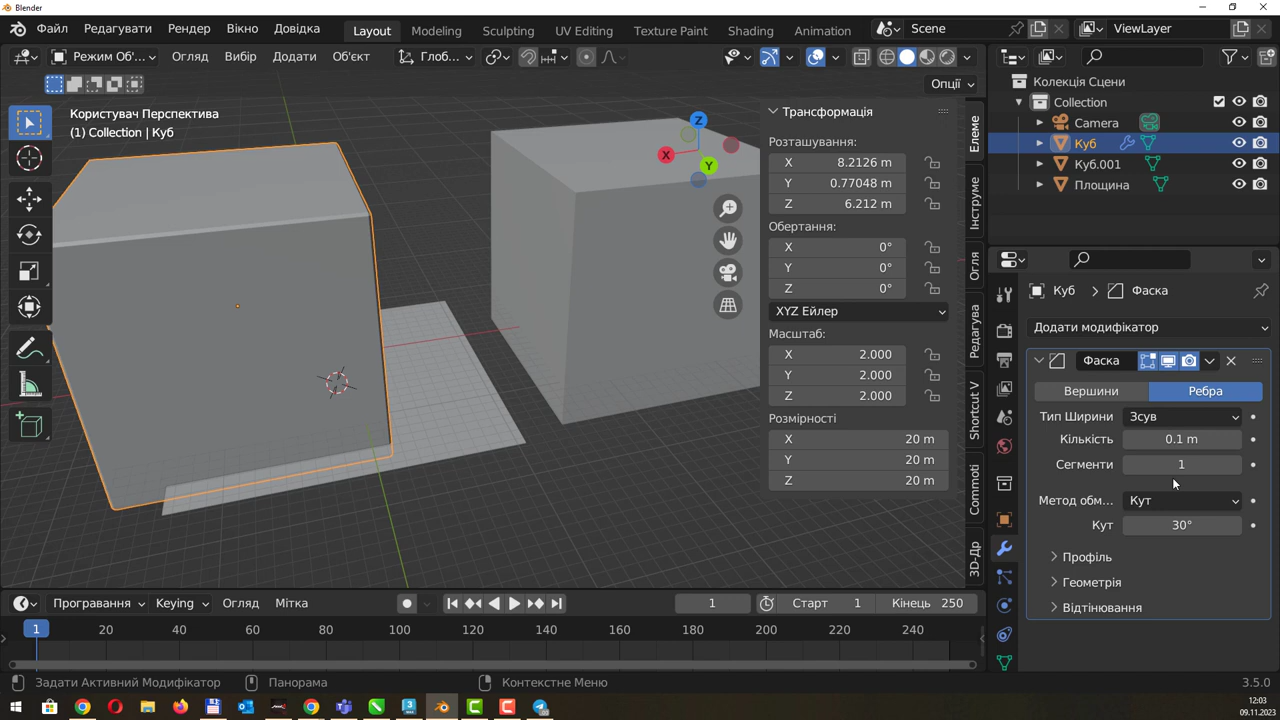 Blender
Файл Редагувати Рендер Вікно Довідка Layout Modeling Sculpting UV Editing Texture Paint Shading Animation Scene ViewLayer
Режим Об'... Огляд Вибір Додати Об'єкт Глоб...
Опції
Користувач Перспектива
(1) Collection | Куб
X
Y
Z
Трансформація
Розташування:
X 8.2126 m
Y 0.77048 m
Z 6.212 m
Обертання:
X 0°
Y 0°
Z 0°
XYZ Ейлер
Масштаб:
X 2.000
Y 2.000
Z 2.000
Розмірності
X 20 m
Y 20 m
Z 20 m
Елеме
Інструме
Огля
Редагува
Shortcut V
Commoti
3D-Др
Колекція Сцени
Collection
Camera
Куб
Куб.001
Площина
Куб > Фаска
Додати модифікатор
Фаска
Вершини Ребра
Тип Ширини Зсув
Кількість 0.1 m
Сегменти 1
Метод обм... Кут
Кут 30°
Профіль
Геометрія
Відтінювання
Програвання Keying Огляд Мітка 1 Старт 1 Кінець 250
1 20 40 60 80 100 120 140 160 180 200 220 240
Задати Активний Модифікатор Панорама Контекстне Меню 3.5.0
12:03
09.11.2023